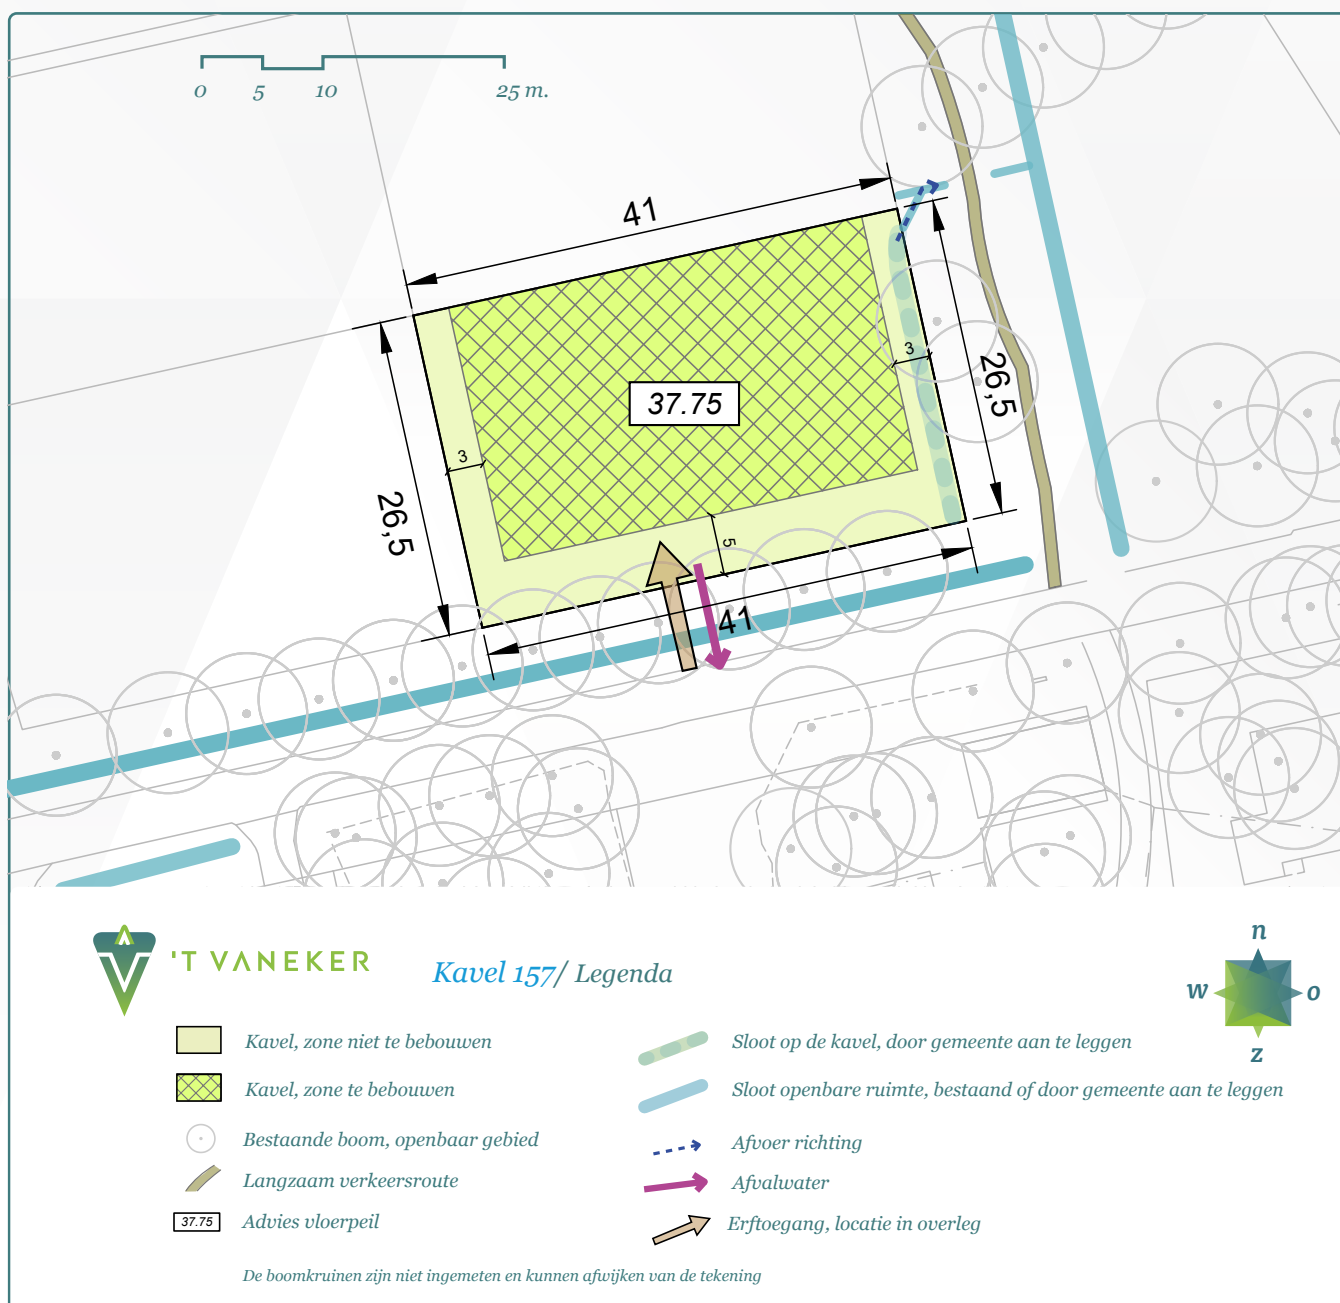 0 5 10 25 m.
41
26,5
3
37.75
3
26,5
5
41
'T VANEKER
Kavel 157/ Legenda
n
w o
z
Kavel, zone niet te bebouwen
Kavel, zone te bebouwen
Bestaande boom, openbaar gebied
Langzaam verkeersroute
37.75 Advies vloerpeil
Sloot op de kavel, door gemeente aan te leggen
Sloot openbare ruimte, bestaand of door gemeente aan te leggen
Afvoer richting
Afvalwater
Erftoegang, locatie in overleg
De boomkruinen zijn niet ingemeten en kunnen afwijken van de tekening